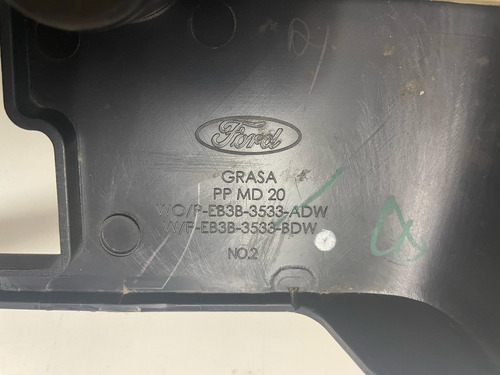 Ford
GRASA
PP MD 20
WO/P-EB3B-3533-ADW
W/P-EB3B-3533-BDW
NO.2